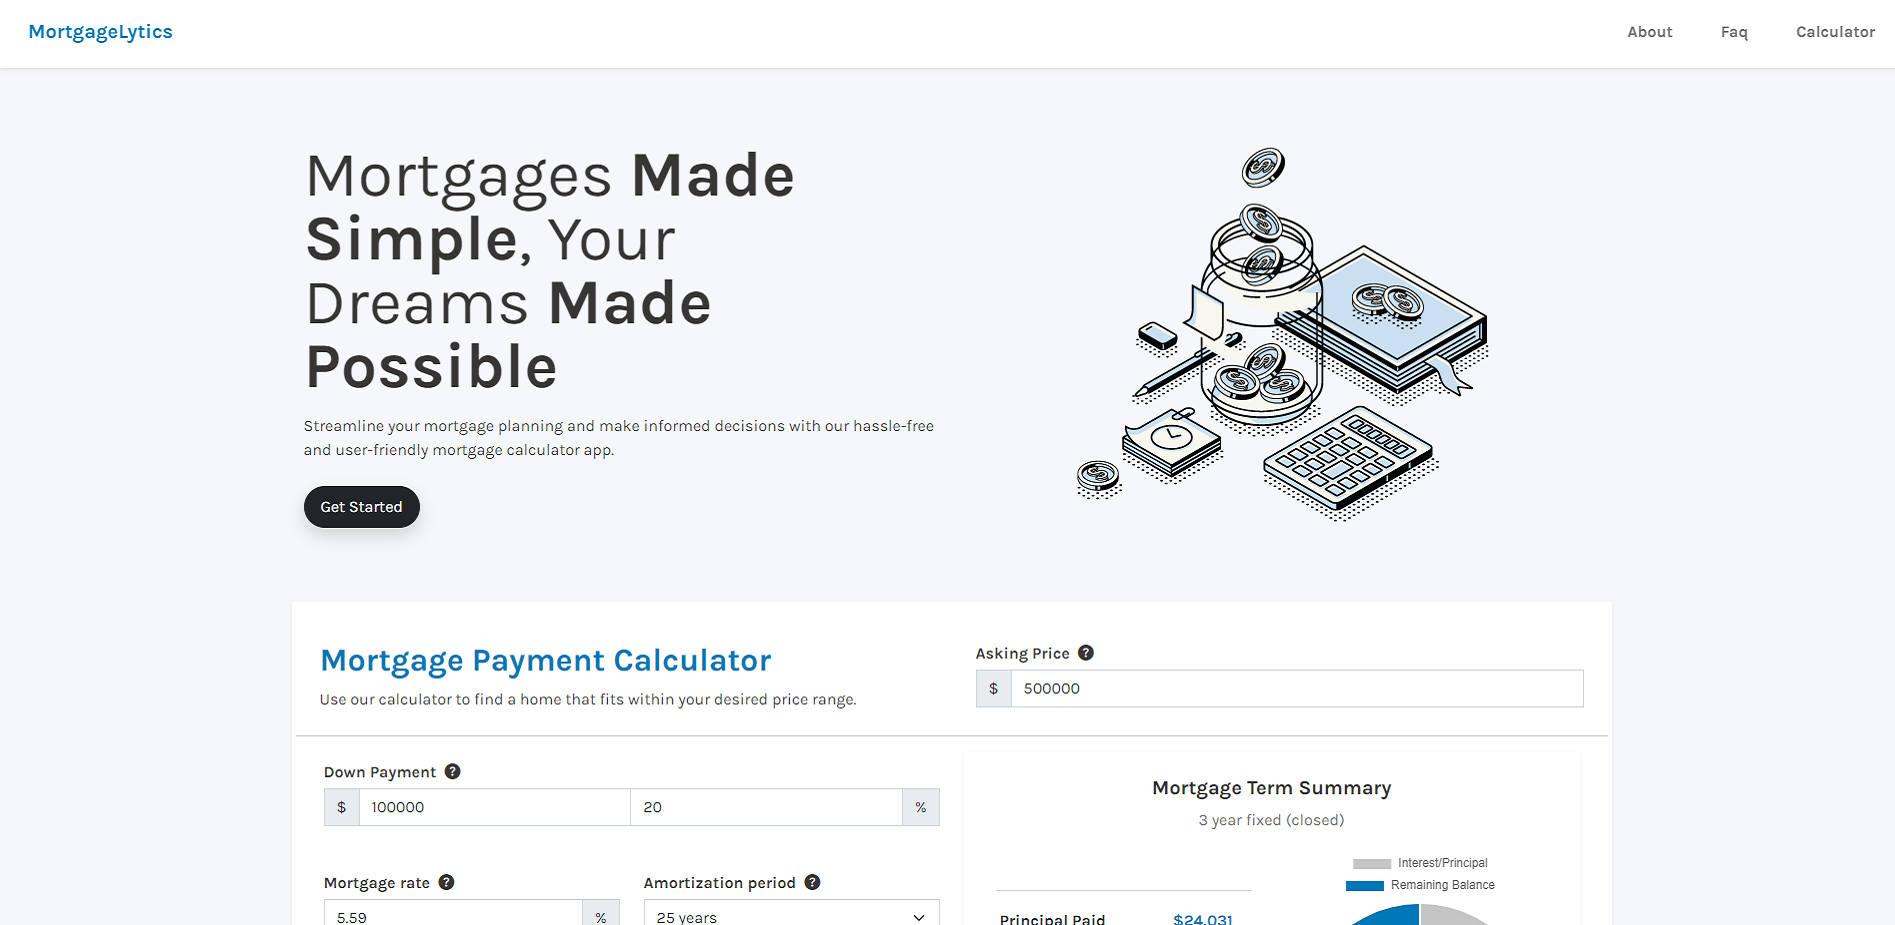 MortgageLytics
About Faq Calculator
Mortgages Made
Simple, Your
Dreams Made
Possible
Streamline your mortgage planning and make informed decisions with our hassle-free
and user-friendly mortgage calculator app.
Get Started
Mortgage Payment Calculator
Use our calculator to find a home that fits within your desired price range.
Asking Price ?
$ 500000
Down Payment ?
$ 100000 20 %
Mortgage rate ?
5.59 %
Amortization period ?
25 years
Mortgage Term Summary
3 year fixed (closed)
Interest/Principal
Remaining Balance
Principal Paid $24,031